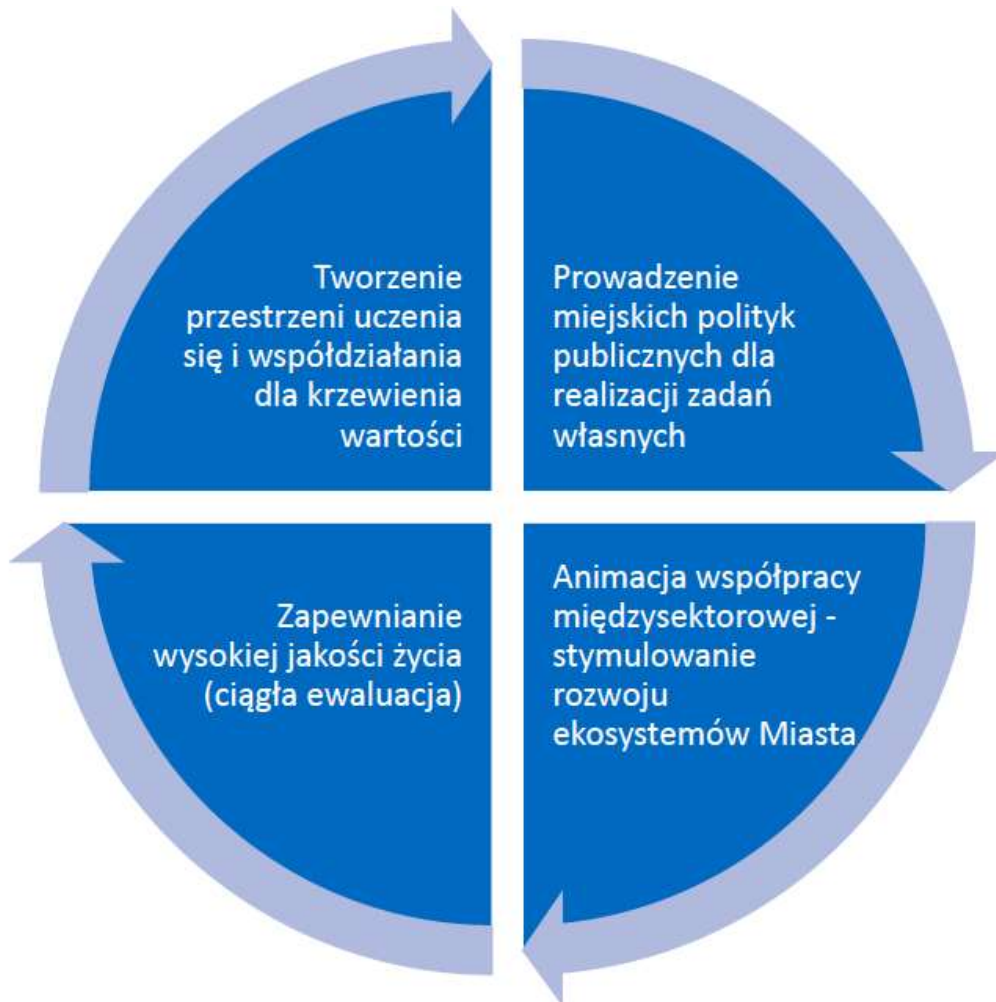 Tworzenie
przestrzeni uczenia
się i współdziałania
dla krzewienia
wartości
Prowadzenie
miejskich polityk
publicznych dla
realizacji zadań
własnych
Zapewnianie
wysokiej jakości życia
(ciągła ewaluacja)
Animacja współpracy
międzysektorowej -
stymulowanie
rozwoju
ekosystemów Miasta